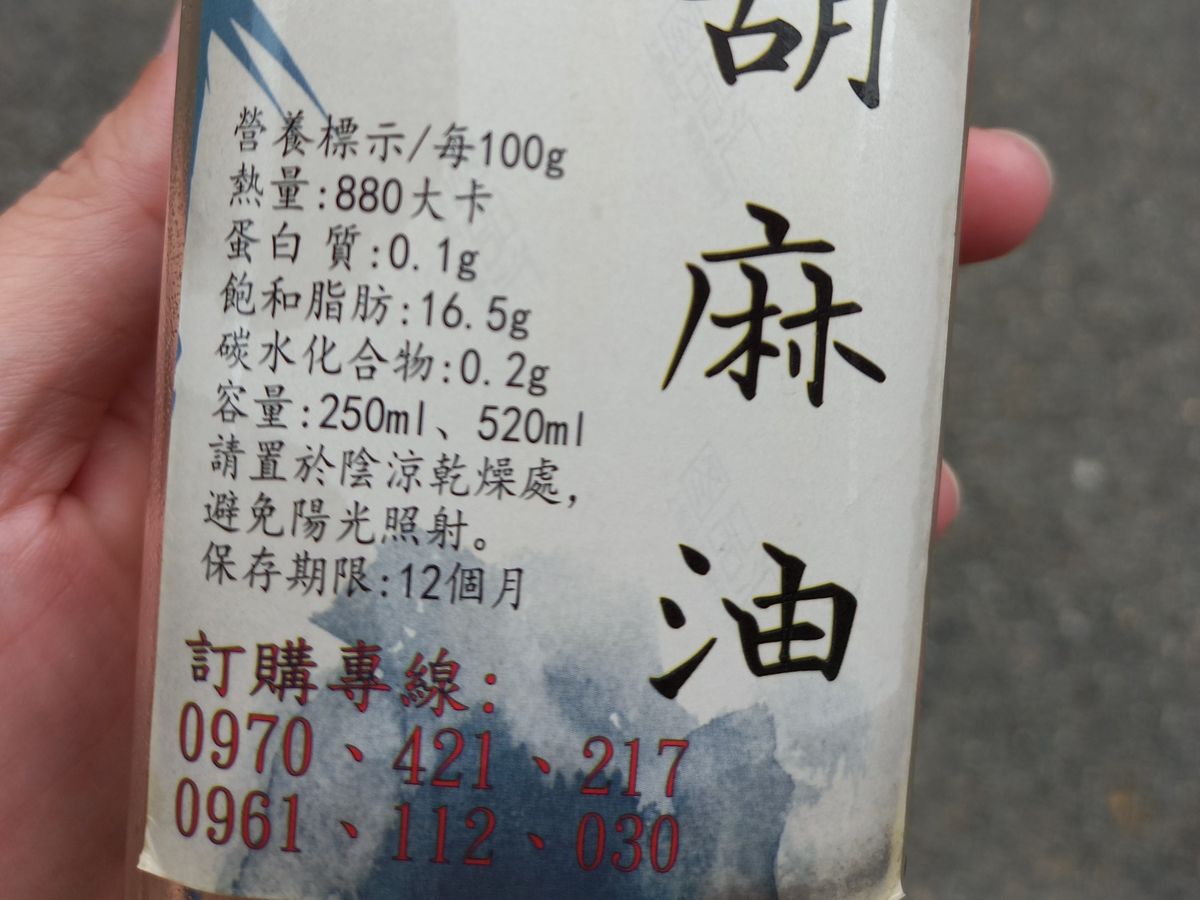 胡麻油
營養標示/每100g
熱量:880大卡
蛋白質:0.1g
飽和脂肪:16.5g
碳水化合物:0.2g
容量:250ml、520ml
請置於陰涼乾燥處,
避免陽光照射。
保存期限:12個月
訂購專線:
0970、421、217
0961、112、030